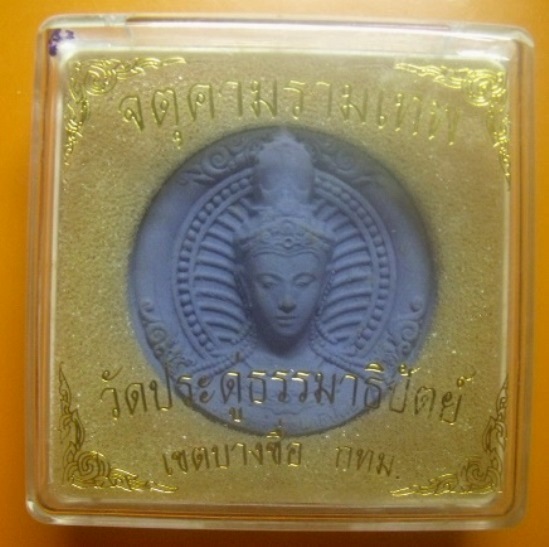 จตุคามรามเทพ
วัดประดู่ธรรมาธิปัตย์
เขตบางซื่อ กทม.